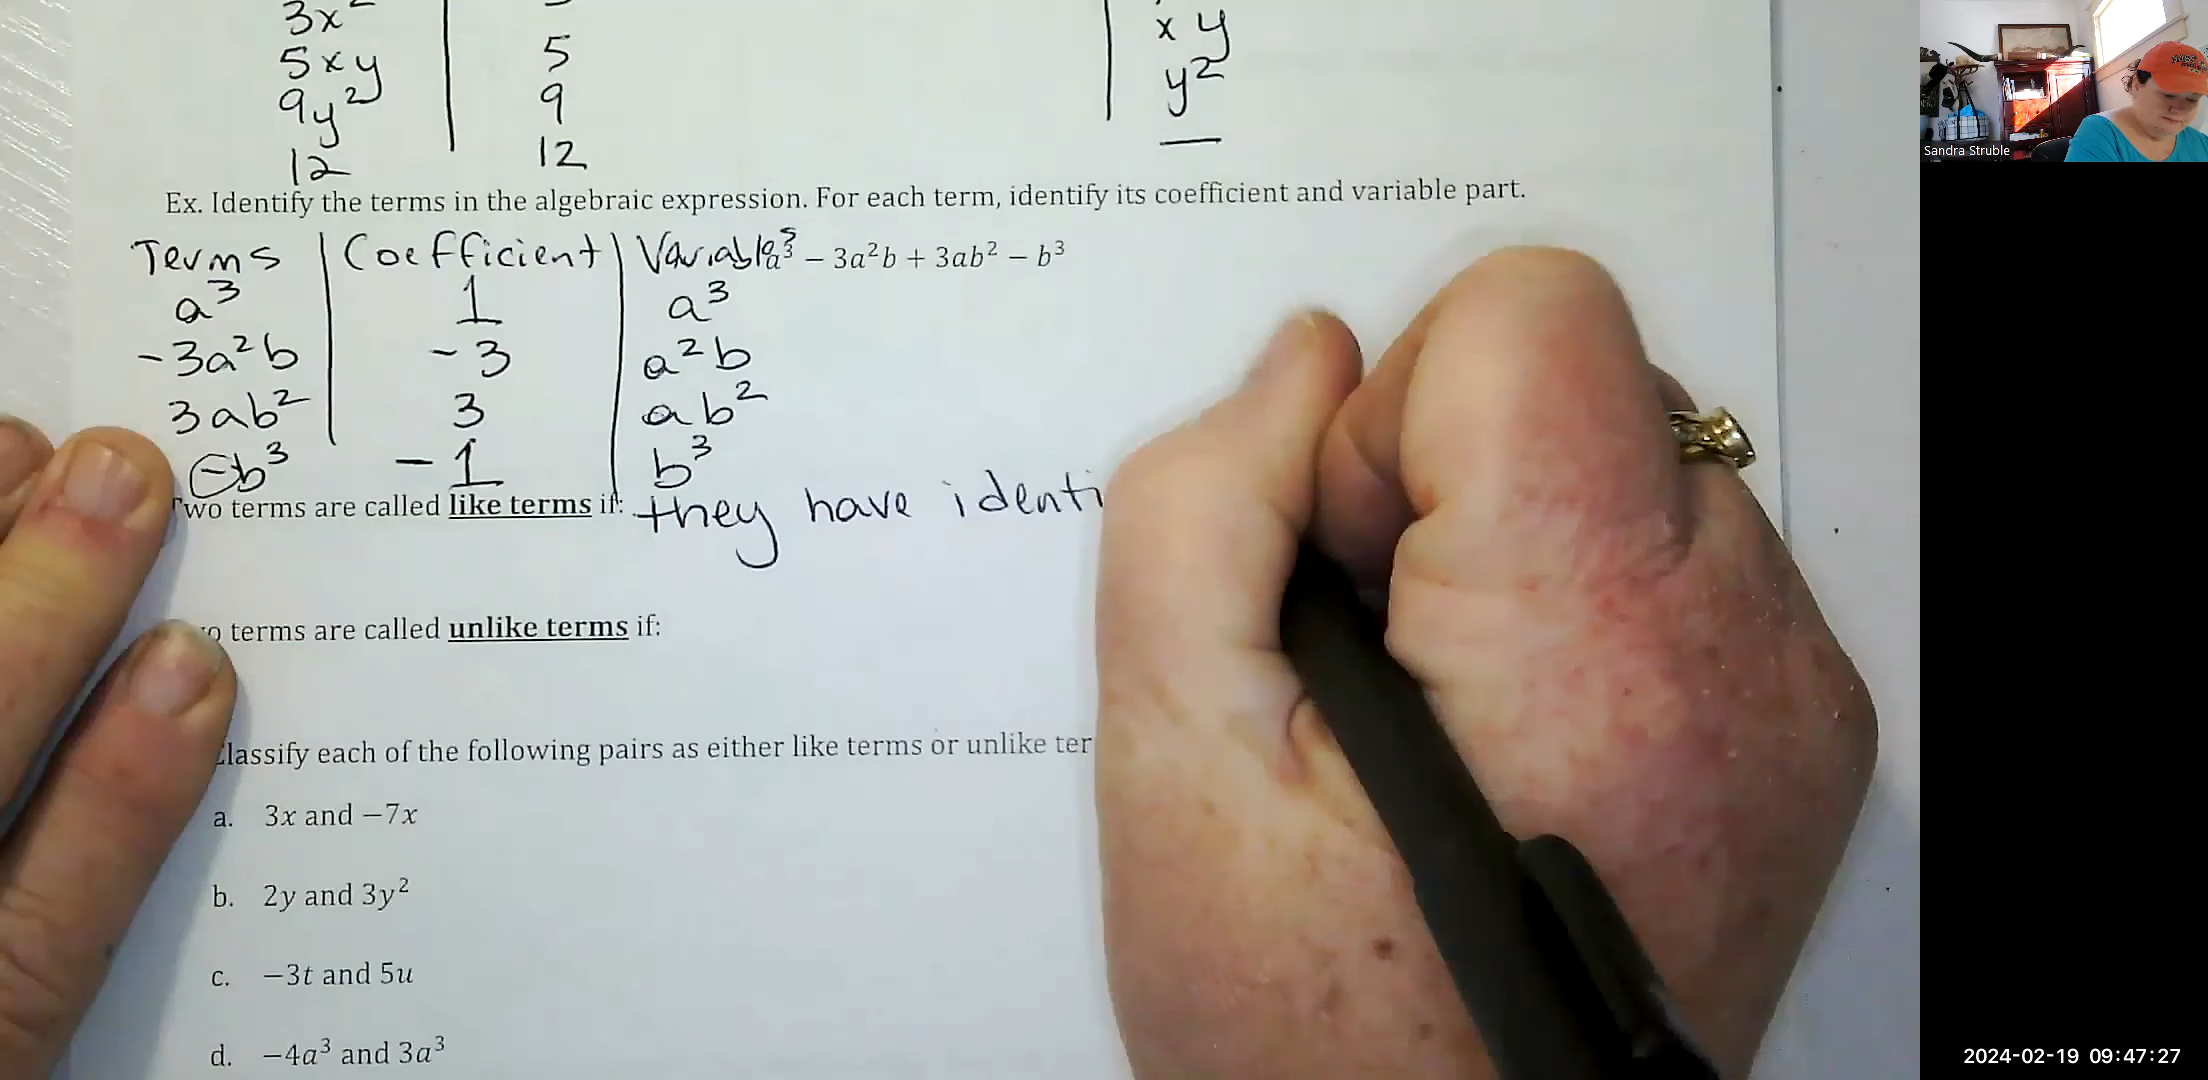 3x²
5xy 5 xy
9y² 9 y²
12 12 —
Ex. Identify the terms in the algebraic expression. For each term, identify its coefficient and variable part.
Terms | Coefficient | Variables a³ − 3a²b + 3ab² − b³
a³ 1 a³
-3a²b -3 a²b
3ab² 3 ab²
-b³ -1 b³
two terms are called like terms if: they have identi
terms are called unlike terms if:
lassify each of the following pairs as either like terms or unlike ter
a. 3x and −7x
b. 2y and 3y²
c. −3t and 5u
d. −4a³ and 3a³
Sandra Struble
2024-02-19 09:47:27